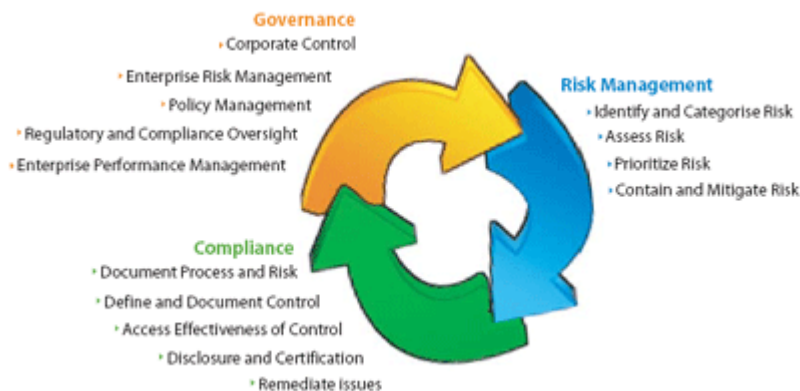 Governance
Corporate Control
Enterprise Risk Management
Policy Management
Regulatory and Compliance Oversight
Enterprise Performance Management
Risk Management
Identify and Categorise Risk
Assess Risk
Prioritize Risk
Contain and Mitigate Risk
Compliance
Document Process and Risk
Define and Document Control
Access Effectiveness of Control
Disclosure and Certification
Remediate issues